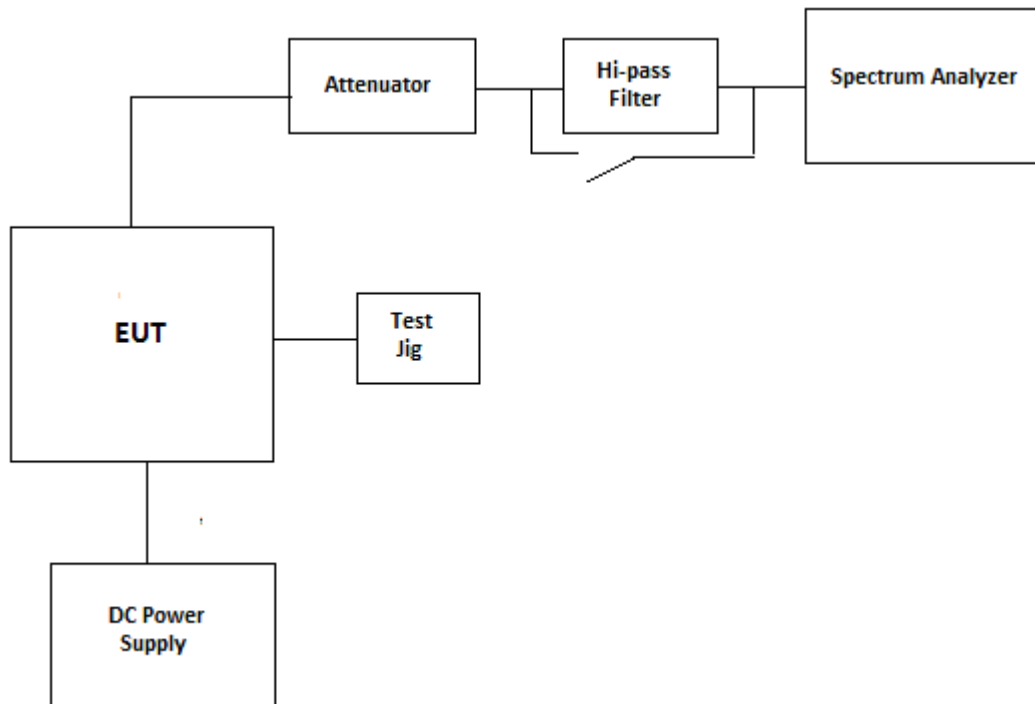 Attenuator
Hi-pass
Filter
Spectrum Analyzer
EUT
Test
Jig
DC Power
Supply